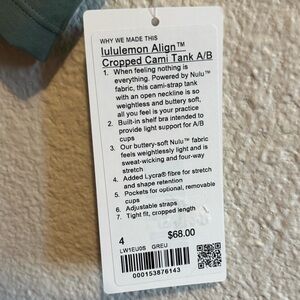 WHY WE MADE THIS
lululemon Align™
Cropped Cami Tank A/B
1. When feeling nothing is
everything. Powered by Nulu™
fabric, this cami-strap tank
with an open neckline is so
weightless and buttery soft,
all you feel is your practice
2. Built-in shelf bra intended to
provide light support for A/B
cups
3. Our buttery-soft Nulu™ fabric
feels weightlessly light and is
sweat-wicking and four-way
stretch
4. Added Lycra® fibre for stretch
and shape retention
5. Pockets for optional, removable
cups
6. Adjustable straps
7. Tight fit, cropped length
4 $68.00
LW1EU0S GREU
000153876143